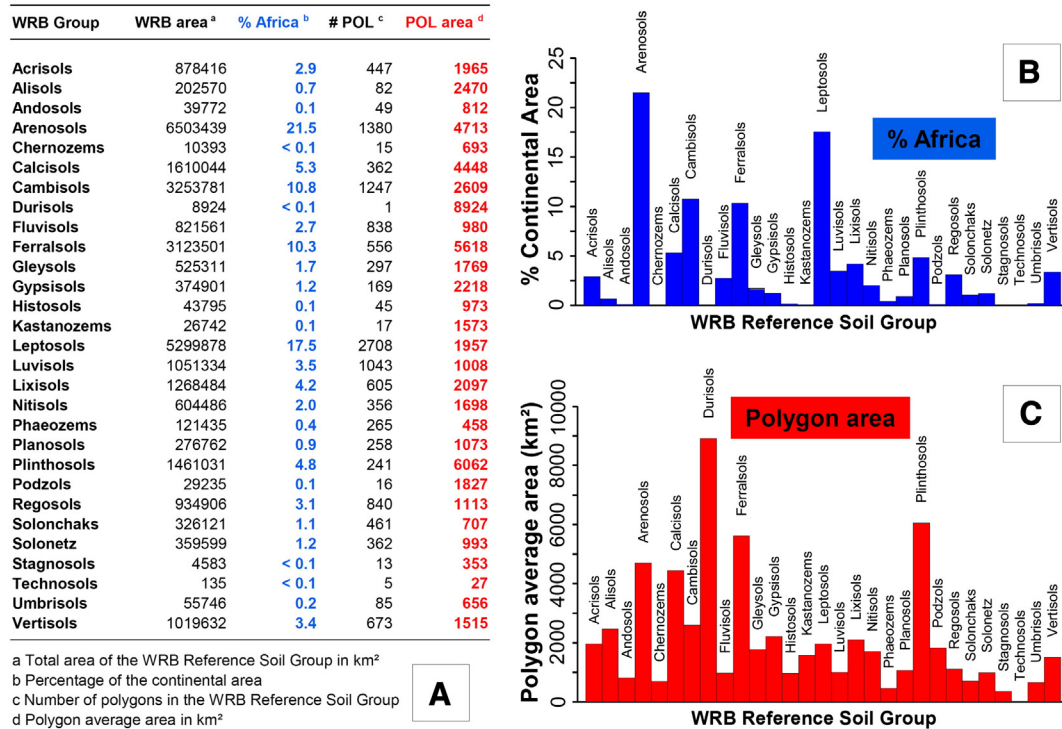 WRB Group WRB area ᵃ % Africa ᵇ # POL ᶜ POL area ᵈ
Acrisols 878416 2.9 447 1965
Alisols 202570 0.7 82 2470
Andosols 39772 0.1 49 812
Arenosols 6503439 21.5 1380 4713
Chernozems 10393 < 0.1 15 693
Calcisols 1610044 5.3 362 4448
Cambisols 3253781 10.8 1247 2609
Durisols 8924 < 0.1 1 8924
Fluvisols 821561 2.7 838 980
Ferralsols 3123501 10.3 556 5618
Gleysols 525311 1.7 297 1769
Gypsisols 374901 1.2 169 2218
Histosols 43795 0.1 45 973
Kastanozems 26742 0.1 17 1573
Leptosols 5299878 17.5 2708 1957
Luvisols 1051334 3.5 1043 1008
Lixisols 1268484 4.2 605 2097
Nitisols 604486 2.0 356 1698
Phaeozems 121435 0.4 265 458
Planosols 276762 0.9 258 1073
Plinthosols 1461031 4.8 241 6062
Podzols 29235 0.1 16 1827
Regosols 934906 3.1 840 1113
Solonchaks 326121 1.1 461 707
Solonetz 359599 1.2 362 993
Stagnosols 4583 < 0.1 13 353
Technosols 135 < 0.1 5 27
Umbrisols 55746 0.2 85 656
Vertisols 1019632 3.4 673 1515
a Total area of the WRB Reference Soil Group in km²
b Percentage of the continental area
c Number of polygons in the WRB Reference Soil Group
d Polygon average area in km²
A
B
% Africa
% Continental Area
25
20
15
10
5
0
Acrisols
Alisols
Andosols
Arenosols
Chernozems
Calcisols
Cambisols
Durisols
Fluvisols
Ferralsols
Gleysols
Gypsisols
Histosols
Kastanozems
Leptosols
Luvisols
Lixisols
Nitisols
Phaeozems
Planosols
Plinthosols
Podzols
Regosols
Solonchaks
Solonetz
Stagnosols
Technosols
Umbrisols
Vertisols
WRB Reference Soil Group
C
Polygon area
Polygon average area (km²)
10000
8000
6000
4000
2000
0
Acrisols
Alisols
Andosols
Arenosols
Chernozems
Calcisols
Cambisols
Durisols
Fluvisols
Ferralsols
Gleysols
Gypsisols
Histosols
Kastanozems
Leptosols
Luvisols
Lixisols
Nitisols
Phaeozems
Planosols
Plinthosols
Podzols
Regosols
Solonchaks
Solonetz
Stagnosols
Technosols
Umbrisols
Vertisols
WRB Reference Soil Group